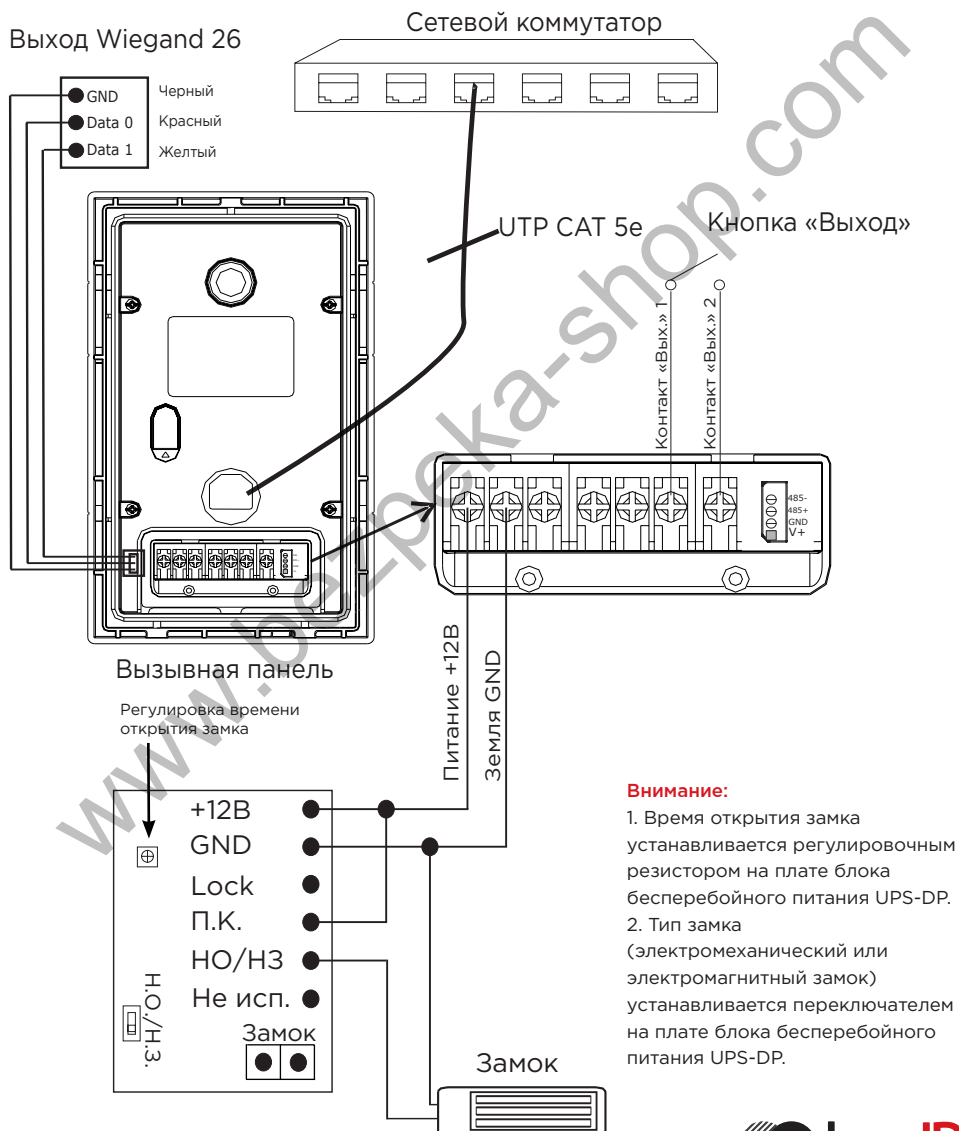 Сетевой коммутатор
Выход Wiegand 26
GND Черный
Data 0 Красный
Data 1 Желтый
UTP CAT 5e
Кнопка «Выход»
Контакт «Вых.» 1
Контакт «Вых.» 2
485-
485+
GND
V+
Вызывная панель
Питание +12В
Земля GND
Регулировка времени
открытия замка
+12В
GND
Lock
П.К.
НО/НЗ
Не исп.
Н.О./Н.З.
Замок
Замок
Внимание:
1. Время открытия замка
устанавливается регулировочным
резистором на плате блока
бесперебойного питания UPS-DP.
2. Тип замка
(электромеханический или
электромагнитный замок)
устанавливается переключателем
на плате блока бесперебойного
питания UPS-DP.
www.bezpeka-shop.com